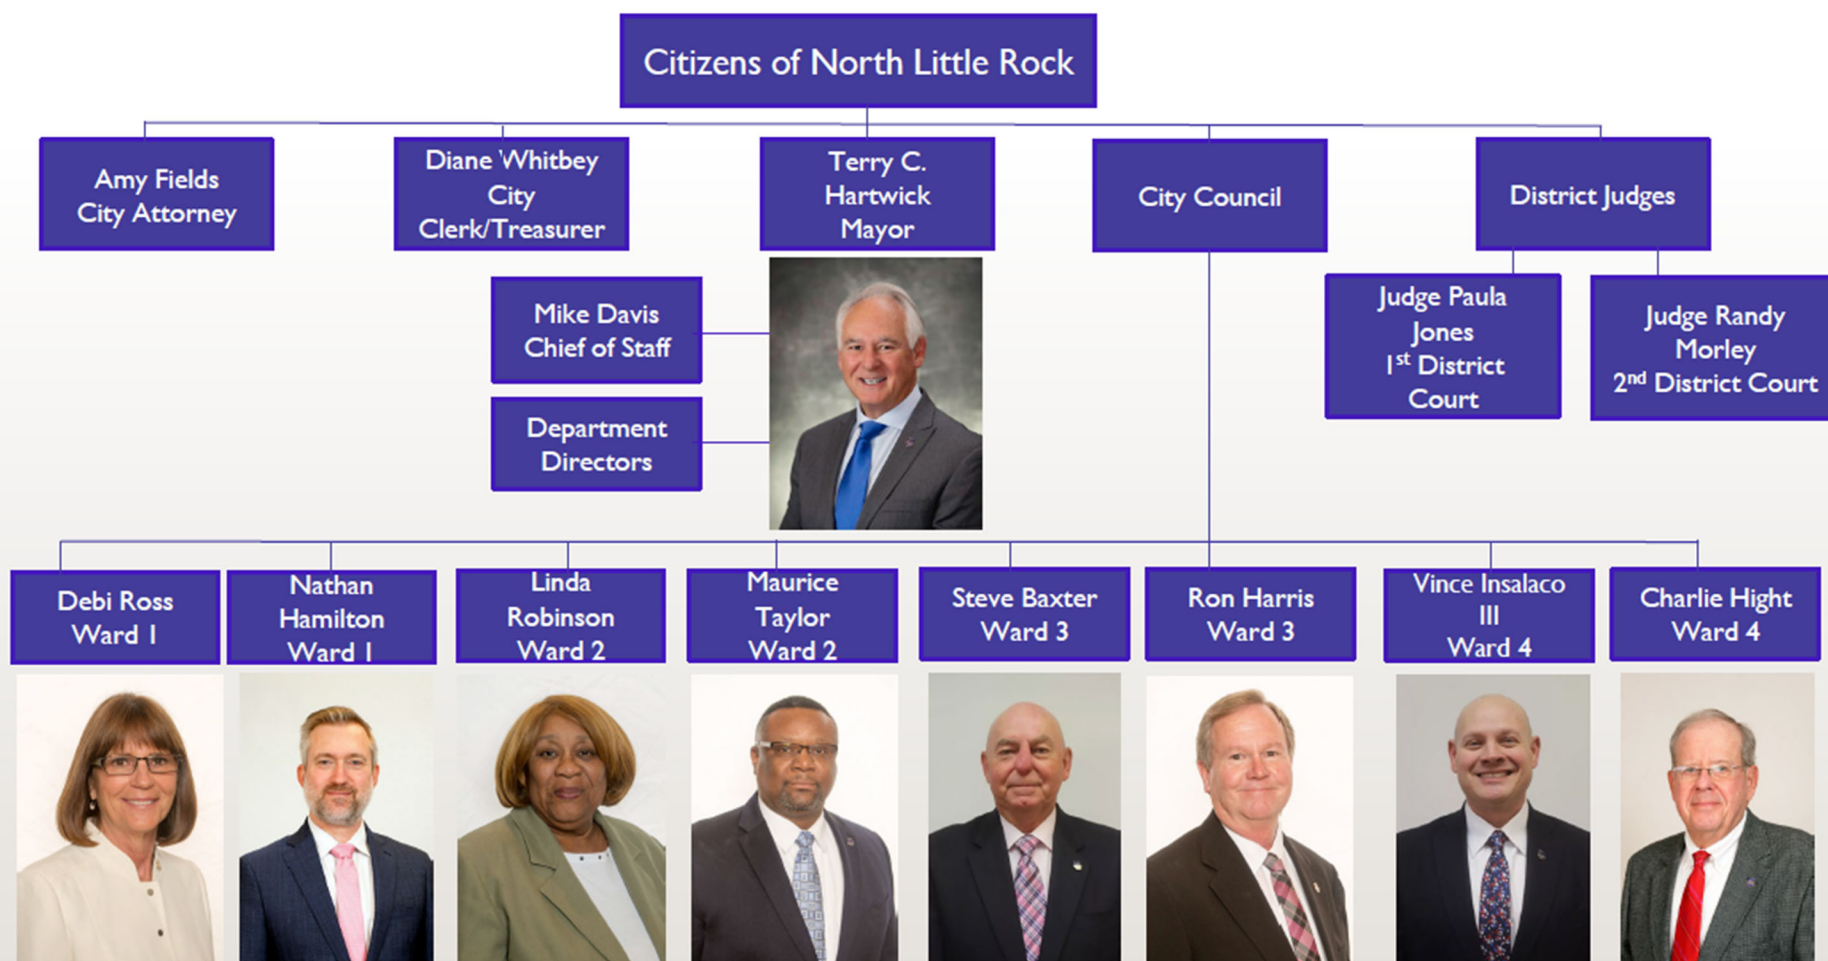 Citizens of North Little Rock
Amy Fields
City Attorney
Diane Whitbey
City
Clerk/Treasurer
Terry C.
Hartwick
Mayor
City Council
District Judges
Mike Davis
Chief of Staff
Department
Directors
Judge Paula
Jones
1st District
Court
Judge Randy
Morley
2nd District Court
Debi Ross
Ward 1
Nathan
Hamilton
Ward 1
Linda
Robinson
Ward 2
Maurice
Taylor
Ward 2
Steve Baxter
Ward 3
Ron Harris
Ward 3
Vince Insalaco
III
Ward 4
Charlie Hight
Ward 4